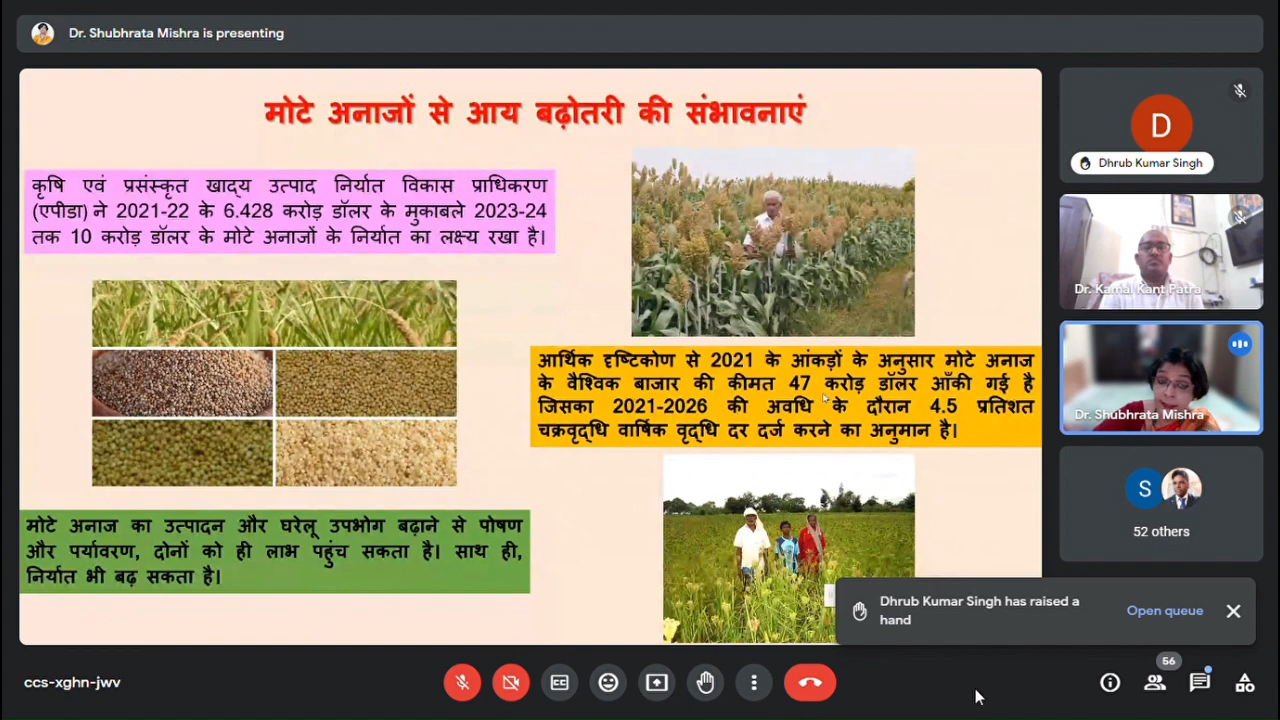 Dr. Shubhrata Mishra is presenting
मोटे अनाजों से आय बढ़ोतरी की संभावनाएं
कृषि एवं प्रसंस्कृत खाद्य उत्पाद निर्यात विकास प्राधिकरण
(एपीडा) ने 2021-22 के 6.428 करोड़ डॉलर के मुकाबले 2023-24
तक 10 करोड़ डॉलर के मोटे अनाजों के निर्यात का लक्ष्य रखा है।
आर्थिक दृष्टिकोण से 2021 के आंकड़ों के अनुसार मोटे अनाज
के वैश्विक बाजार की कीमत 47 करोड़ डॉलर आँकी गई है
जिसका 2021-2026 की अवधि के दौरान 4.5 प्रतिशत
चक्रवृद्धि वार्षिक वृद्धि दर दर्ज करने का अनुमान है।
मोटे अनाज का उत्पादन और घरेलू उपभोग बढ़ाने से पोषण
और पर्यावरण, दोनों को ही लाभ पहुंच सकता है। साथ ही,
निर्यात भी बढ़ सकता है।
D
Dhrub Kumar Singh
Dr. Kamal Kant Patra
Dr. Shubhrata Mishra
S
52 others
Dhrub Kumar Singh has raised a
hand
Open queue
ccs-xghn-jwv
CC
56